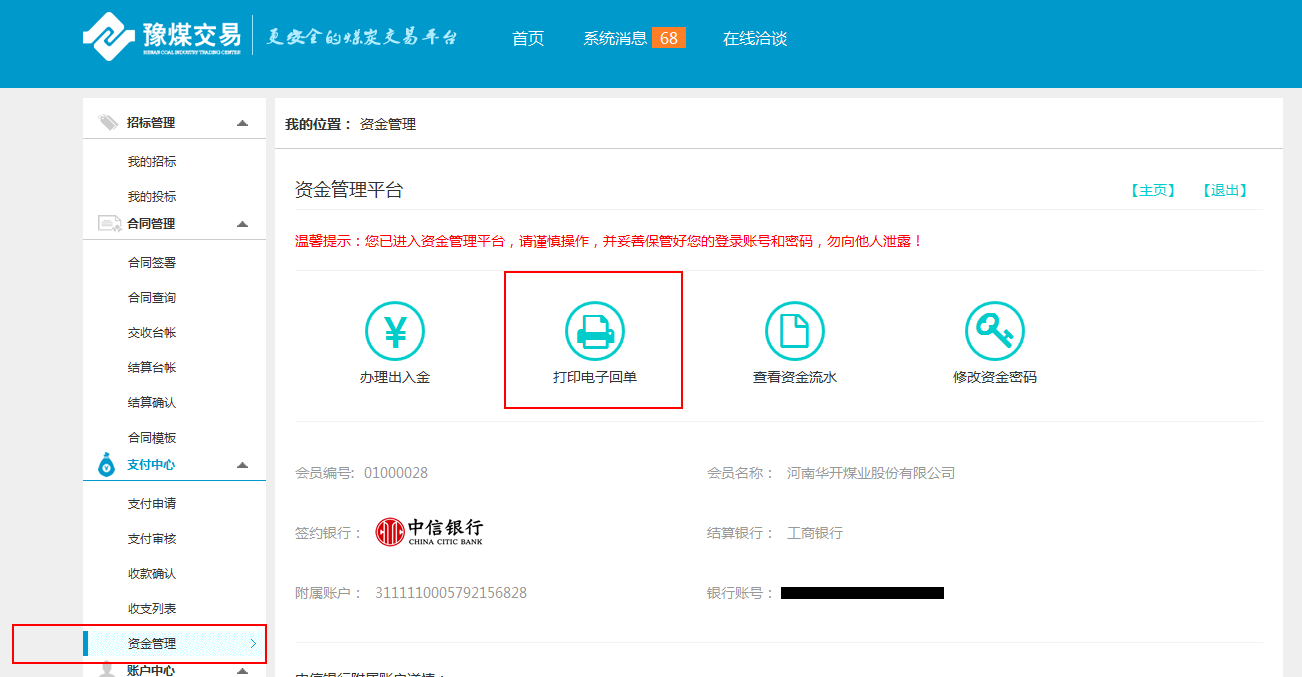 豫煤交易
HENAN COAL INDUSTRY TRADING CENTER
更安全的煤炭交易平台
首页
系统消息 68
在线洽谈
招标管理
我的招标
我的投标
合同管理
合同签署
合同查询
交收台帐
结算台帐
结算确认
合同模板
支付中心
支付申请
支付审核
收款确认
收支列表
资金管理
账户中心
我的位置： 资金管理
资金管理平台
【主页】 【退出】
温馨提示：您已进入资金管理平台，请谨慎操作，并妥善保管好您的登录账号和密码，勿向他人泄露！
办理出入金
打印电子回单
查看资金流水
修改资金密码
会员编号: 01000028
会员名称： 河南华开煤业股份有限公司
签约银行： 中信银行
CHINA CITIC BANK
结算银行： 工商银行
附属账户： 3111110005792156828
银行账号：
中信银行附属账户详情：